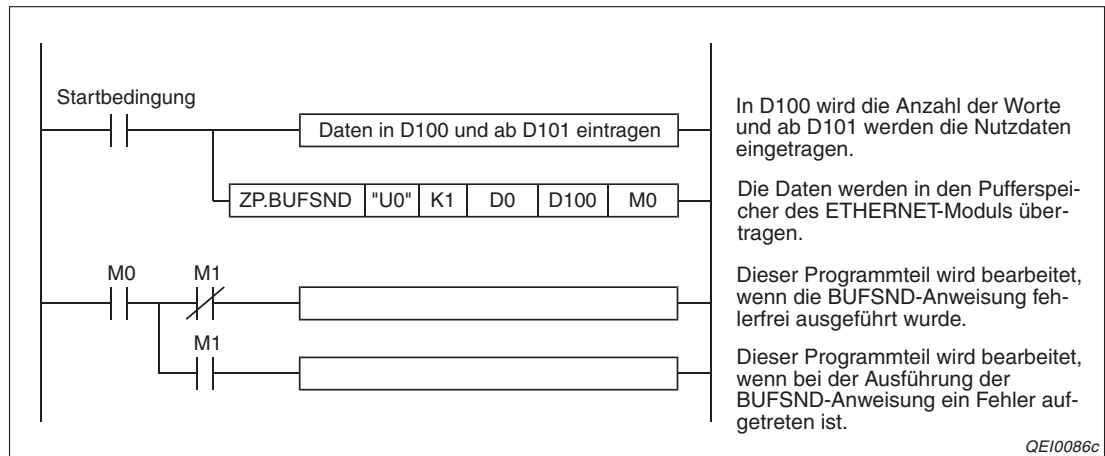 Startbedingung
Daten in D100 und ab D101 eintragen
In D100 wird die Anzahl der Worte
und ab D101 werden die Nutzdaten
eingetragen.
ZP.BUFSND "U0" K1 D0 D100 M0
Die Daten werden in den Pufferspei-
cher des ETHERNET-Moduls über-
tragen.
M0 M1
Dieser Programmteil wird bearbeitet,
wenn die BUFSND-Anweisung feh-
lerfrei ausgeführt wurde.
M1
Dieser Programmteil wird bearbeitet,
wenn bei der Ausführung der
BUFSND-Anweisung ein Fehler auf-
getreten ist.
QEI0086c